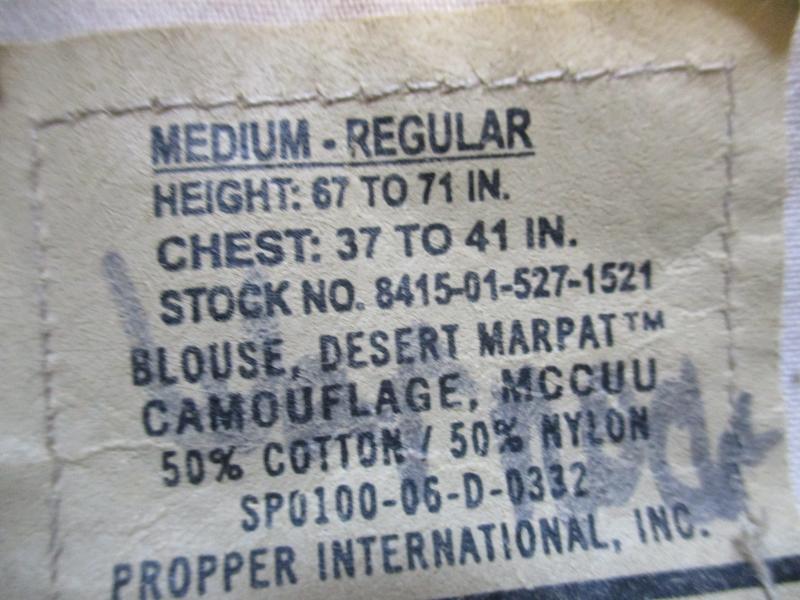 MEDIUM - REGULAR
HEIGHT: 67 TO 71 IN.
CHEST: 37 TO 41 IN.
STOCK NO. 8415-01-527-1521
BLOUSE, DESERT MARPAT™
CAMOUFLAGE, MCCUU
50% COTTON / 50% NYLON
SP0100-06-D-0332
PROPPER INTERNATIONAL, INC.